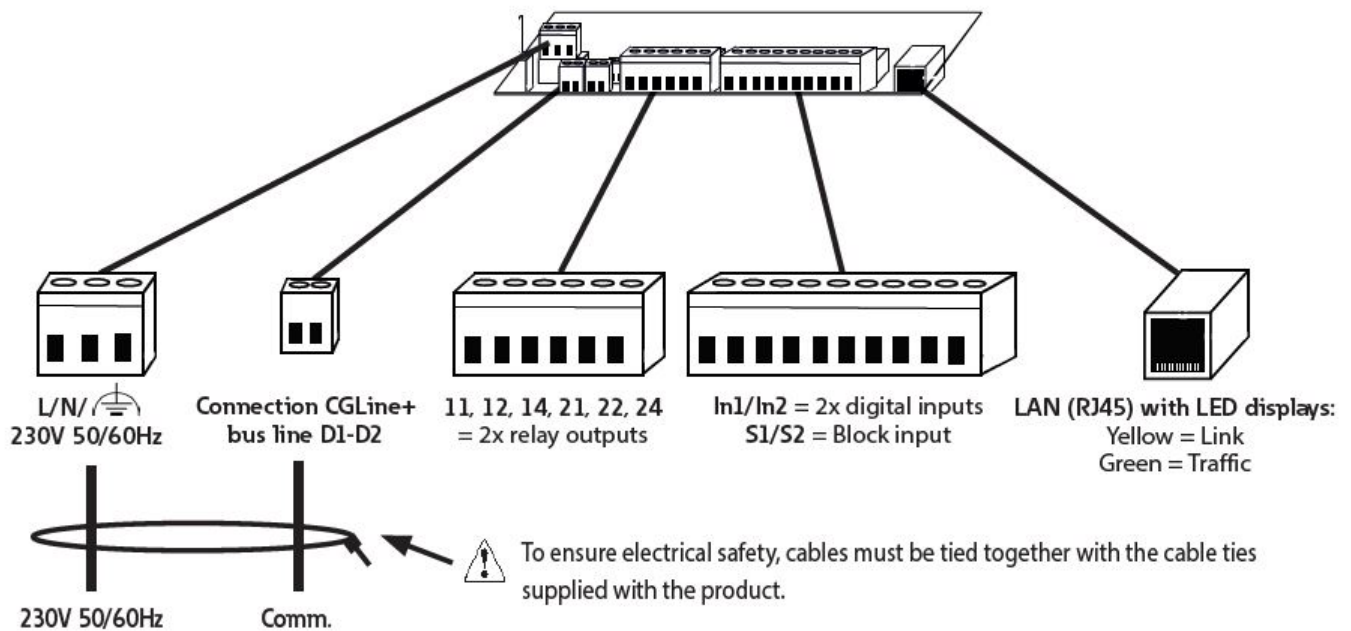 L/N/
230V 50/60Hz
Connection CGLine+
bus line D1-D2
11, 12, 14, 21, 22, 24
= 2x relay outputs
In1/In2 = 2x digital inputs
S1/S2 = Block input
LAN (RJ45) with LED displays:
Yellow = Link
Green = Traffic
To ensure electrical safety, cables must be tied together with the cable ties
supplied with the product.
230V 50/60Hz
Comm.